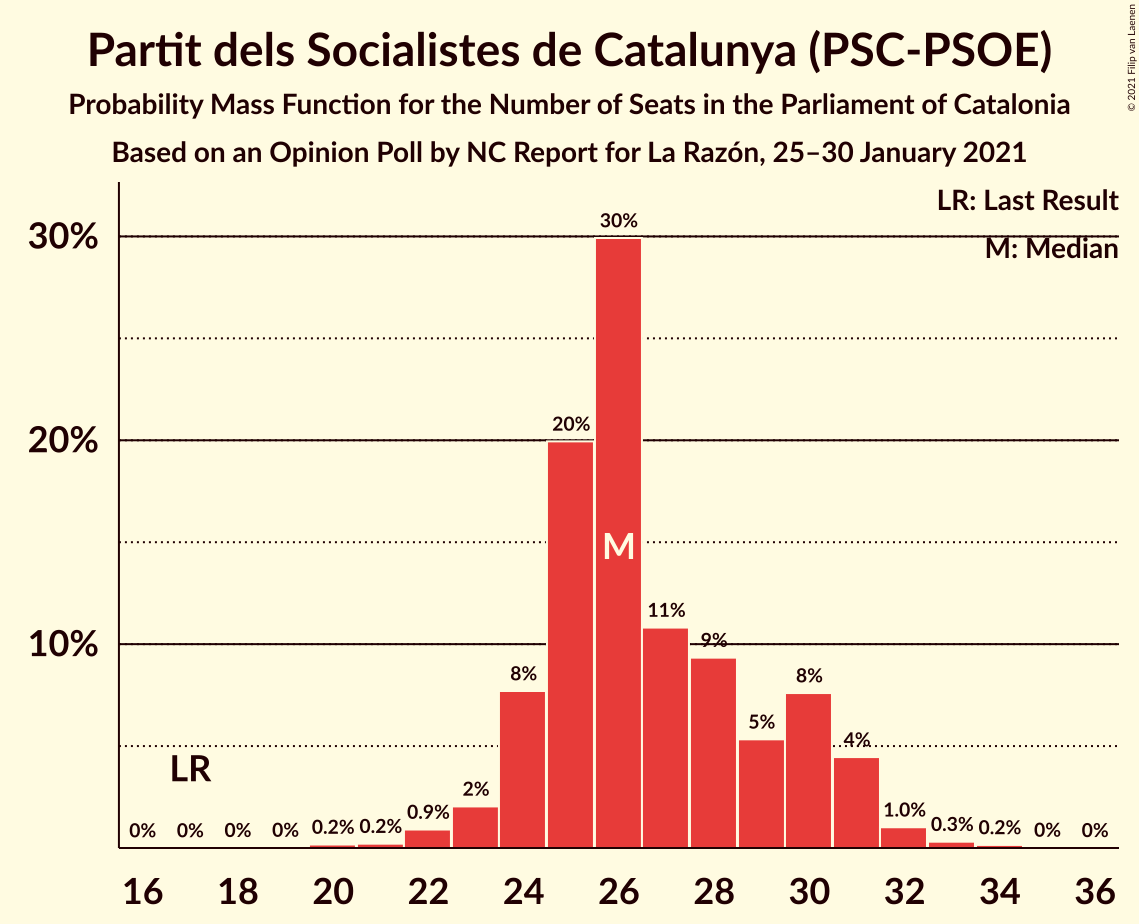 Partit dels Socialistes de Catalunya (PSC-PSOE)
Probability Mass Function for the Number of Seats in the Parliament of Catalonia
Based on an Opinion Poll by NC Report for La Razón, 25–30 January 2021
© 2021 Filip van Laenen
LR: Last Result
M: Median
30%
20%
10%
LR
M
0% 0% 0% 0% 0.2% 0.2% 0.9% 2% 8% 20% 30% 11% 9% 5% 8% 4% 1.0% 0.3% 0.2% 0% 0%
16 18 20 22 24 26 28 30 32 34 36